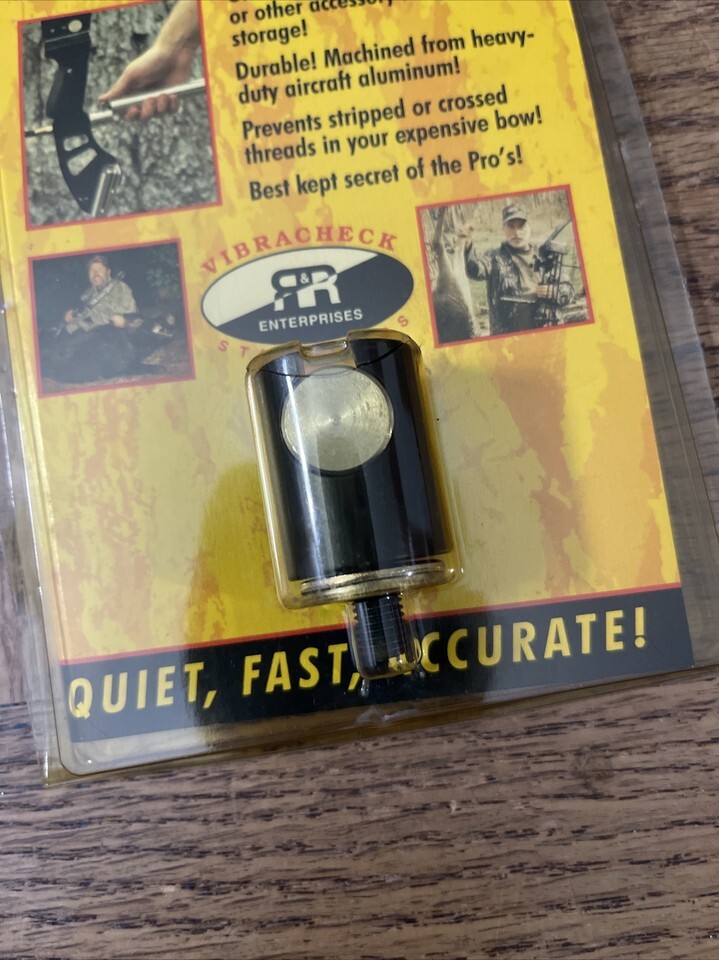 or other accessory
storage!
Durable! Machined from heavy-
duty aircraft aluminum!
Prevents stripped or crossed
threads in your expensive bow!
Best kept secret of the Pro's!
VIBRACHECK
R&R
ENTERPRISES
QUIET, FAST, ACCURATE!